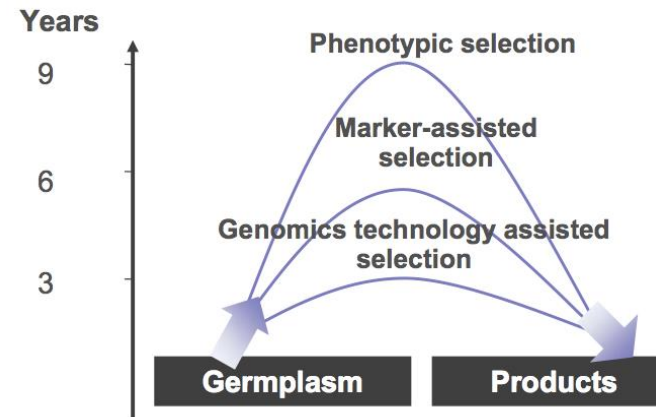 Years
9
Phenotypic selection
Marker-assisted
selection
6
Genomics technology assisted
selection
3
Germplasm
Products